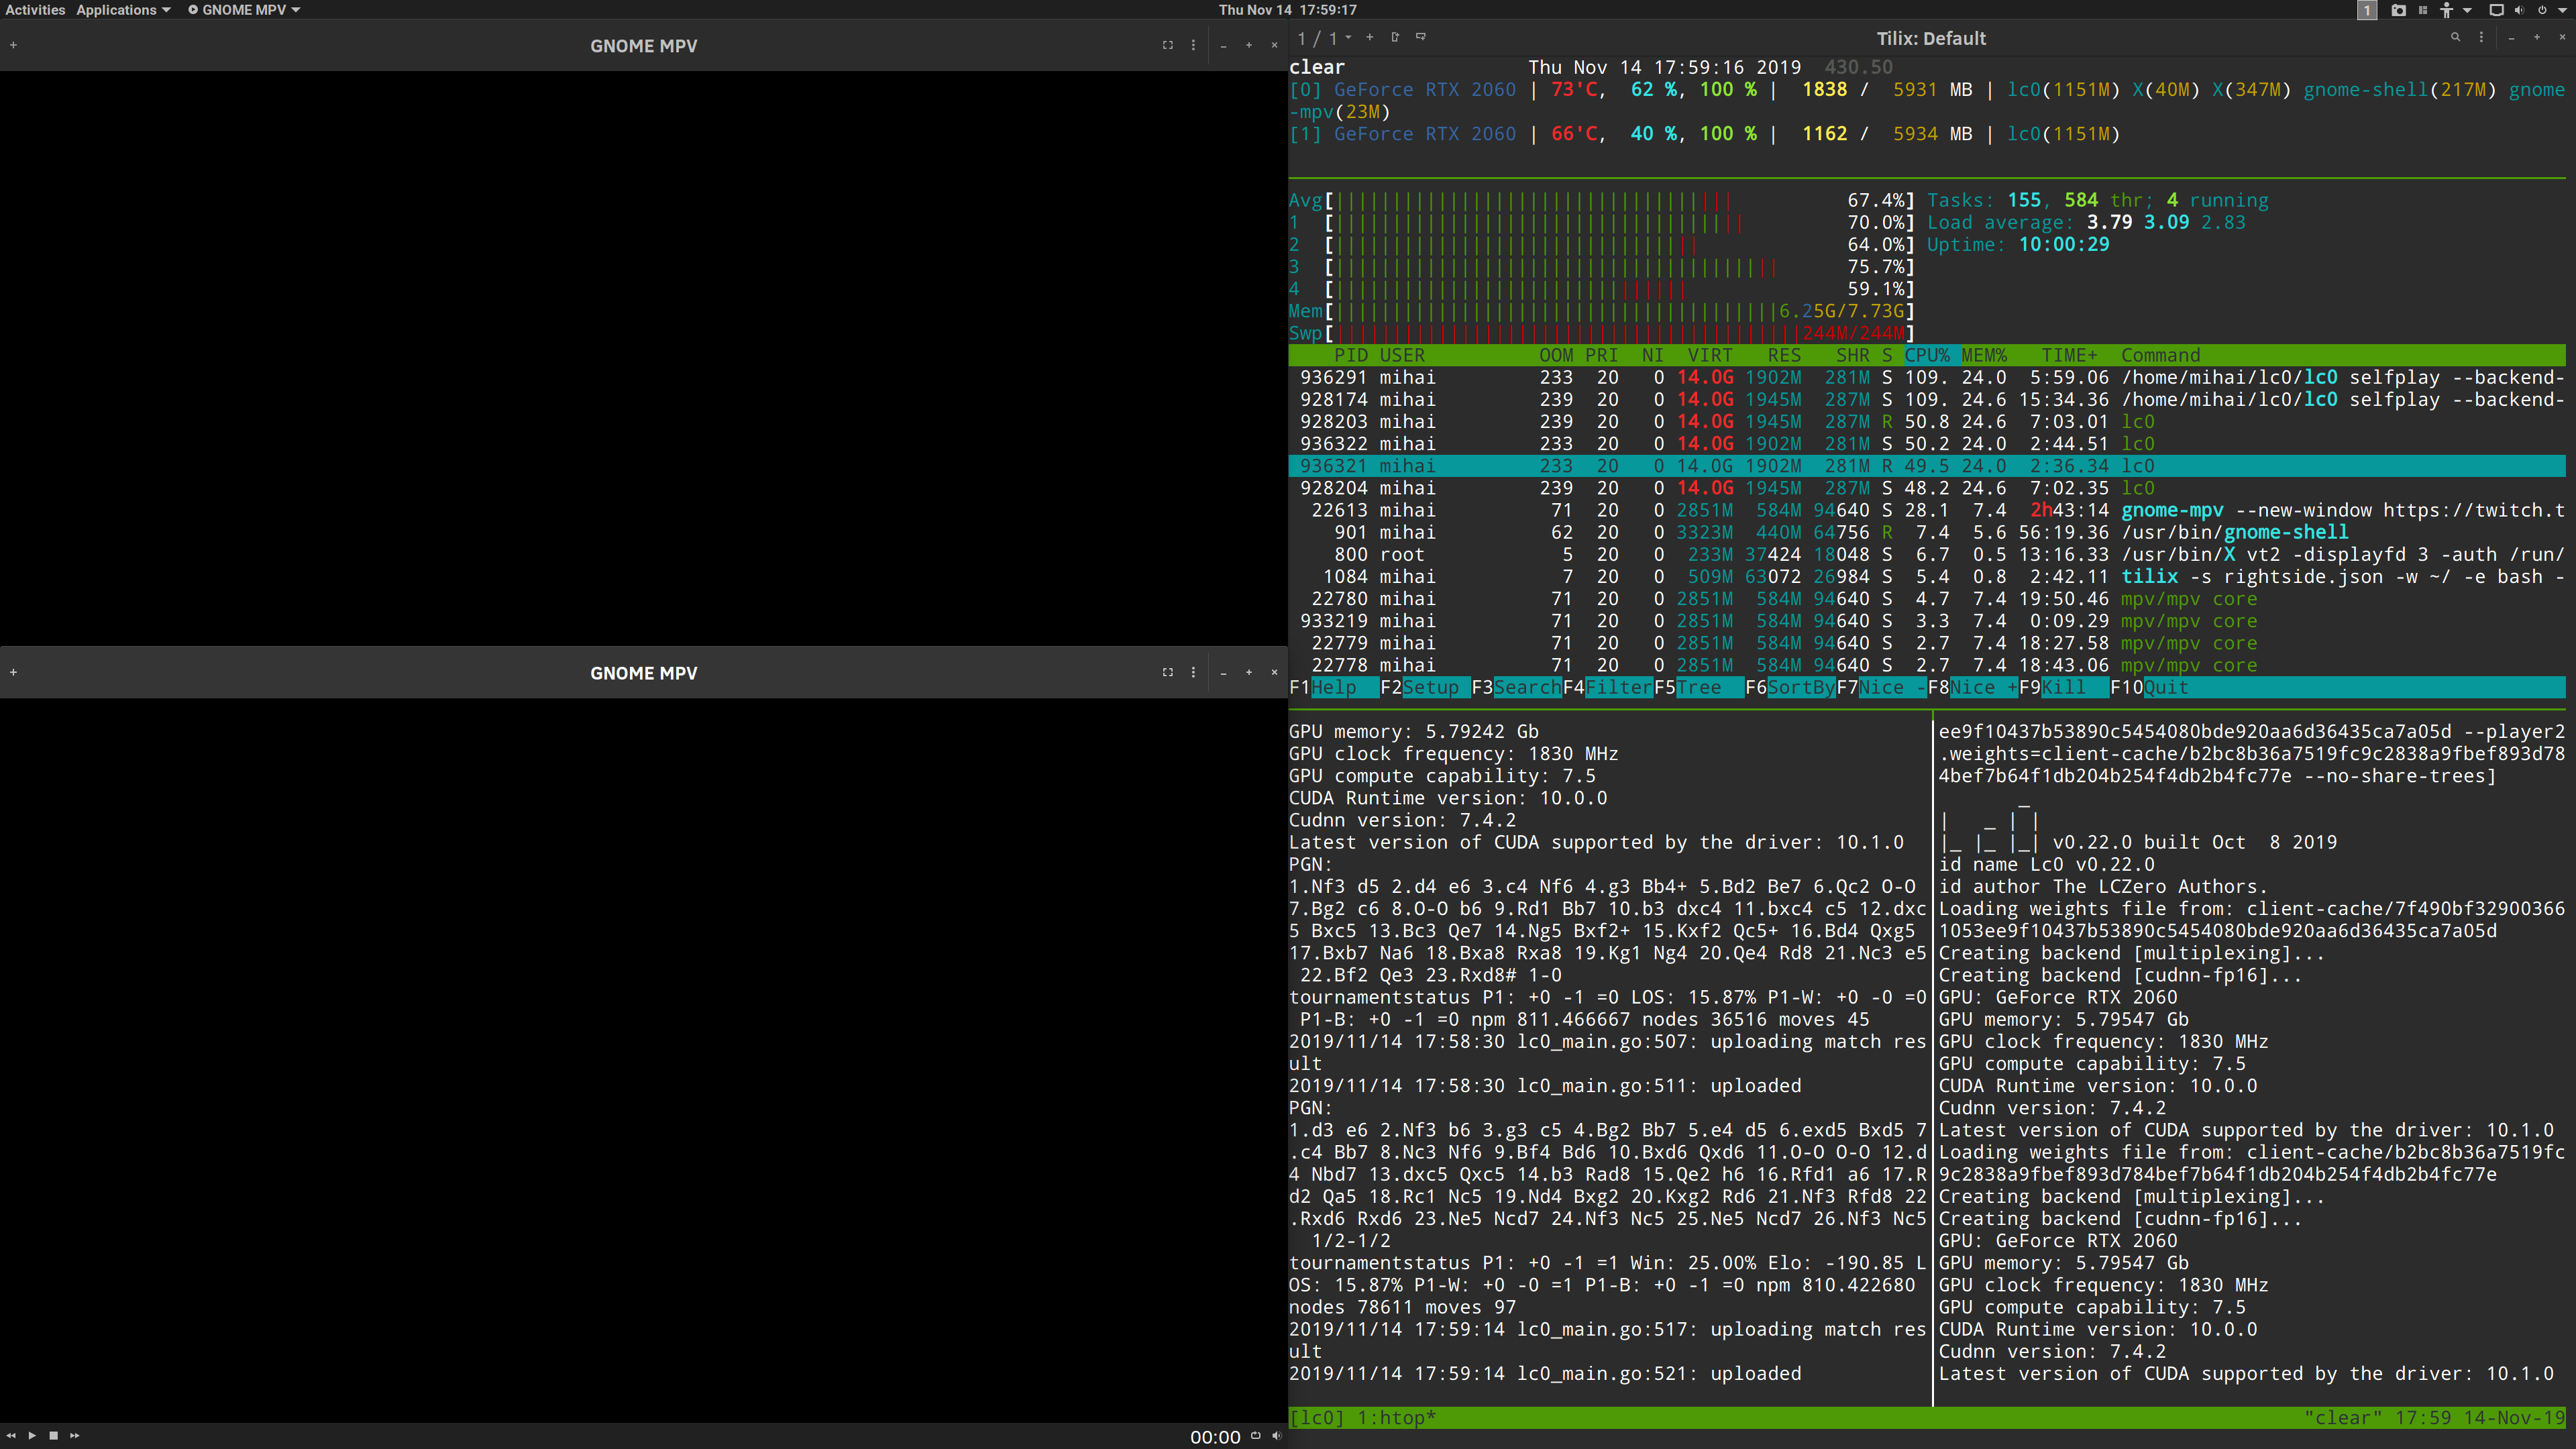 Activities Applications GNOME MPV Thu Nov 14 17:59:17 1
GNOME MPV
GNOME MPV
00:00
1 / 1 Tilix: Default
clear Thu Nov 14 17:59:16 2019 430.50
[0] GeForce RTX 2060 | 73'C, 62 %, 100 % | 1838 / 5931 MB | lc0(1151M) X(40M) X(347M) gnome-shell(217M) gnome
-mpv(23M)
[1] GeForce RTX 2060 | 66'C, 40 %, 100 % | 1162 / 5934 MB | lc0(1151M)
Avg[ 67.4%] Tasks: 155, 584 thr; 4 running
1 [ 70.0%] Load average: 3.79 3.09 2.83
2 [ 64.0%] Uptime: 10:00:29
3 [ 75.7%]
4 [ 59.1%]
Mem[ 6.25G/7.73G]
Swp[ 244M/244M]
PID USER OOM PRI NI VIRT RES SHR S CPU% MEM% TIME+ Command
936291 mihai 233 20 0 14.0G 1902M 281M S 109. 24.0 5:59.06 /home/mihai/lc0/lc0 selfplay --backend-
928174 mihai 239 20 0 14.0G 1945M 287M S 109. 24.6 15:34.36 /home/mihai/lc0/lc0 selfplay --backend-
928203 mihai 239 20 0 14.0G 1945M 287M R 50.8 24.6 7:03.01 lc0
936322 mihai 233 20 0 14.0G 1902M 281M S 50.2 24.0 2:44.51 lc0
936321 mihai 233 20 0 14.0G 1902M 281M R 49.5 24.0 2:36.34 lc0
928204 mihai 239 20 0 14.0G 1945M 287M S 48.2 24.6 7:02.35 lc0
22613 mihai 71 20 0 2851M 584M 94640 S 28.1 7.4 2h43:14 gnome-mpv --new-window https://twitch.t
901 mihai 62 20 0 3323M 440M 64756 R 7.4 5.6 56:19.36 /usr/bin/gnome-shell
800 root 5 20 0 233M 37424 18048 S 6.7 0.5 13:16.33 /usr/bin/X vt2 -displayfd 3 -auth /run/
1084 mihai 7 20 0 509M 63072 26984 S 5.4 0.8 2:42.11 tilix -s rightside.json -w ~/ -e bash -
22780 mihai 71 20 0 2851M 584M 94640 S 4.7 7.4 19:50.46 mpv/mpv core
933219 mihai 71 20 0 2851M 584M 94640 S 3.3 7.4 0:09.29 mpv/mpv core
22779 mihai 71 20 0 2851M 584M 94640 S 2.7 7.4 18:27.58 mpv/mpv core
22778 mihai 71 20 0 2851M 584M 94640 S 2.7 7.4 18:43.06 mpv/mpv core
F1Help F2Setup F3SearchF4FilterF5Tree F6SortByF7Nice -F8Nice +F9Kill F10Quit
GPU memory: 5.79242 Gb
GPU clock frequency: 1830 MHz
GPU compute capability: 7.5
CUDA Runtime version: 10.0.0
Cudnn version: 7.4.2
Latest version of CUDA supported by the driver: 10.1.0
PGN:
1.Nf3 d5 2.d4 e6 3.c4 Nf6 4.g3 Bb4+ 5.Bd2 Be7 6.Qc2 O-O
7.Bg2 c6 8.O-O b6 9.Rd1 Bb7 10.b3 dxc4 11.bxc4 c5 12.dxc
5 Bxc5 13.Bc3 Qe7 14.Ng5 Bxf2+ 15.Kxf2 Qc5+ 16.Bd4 Qxg5
17.Bxb7 Na6 18.Bxa8 Rxa8 19.Kg1 Ng4 20.Qe4 Rd8 21.Nc3 e5
22.Bf2 Qe3 23.Rxd8# 1-0
tournamentstatus P1: +0 -1 =0 LOS: 15.87% P1-W: +0 -0 =0
P1-B: +0 -1 =0 npm 811.466667 nodes 36516 moves 45
2019/11/14 17:58:30 lc0_main.go:507: uploading match res
ult
2019/11/14 17:58:30 lc0_main.go:511: uploaded
PGN:
1.d3 e6 2.Nf3 b6 3.g3 c5 4.Bg2 Bb7 5.e4 d5 6.exd5 Bxd5 7
.c4 Bb7 8.Nc3 Nf6 9.Bf4 Bd6 10.Bxd6 Qxd6 11.O-O O-O 12.d
4 Nbd7 13.dxc5 Qxc5 14.b3 Rad8 15.Qe2 h6 16.Rfd1 a6 17.R
d2 Qa5 18.Rc1 Nc5 19.Nd4 Bxg2 20.Kxg2 Rd6 21.Nf3 Rfd8 22
.Rxd6 Rxd6 23.Ne5 Ncd7 24.Nf3 Nc5 25.Ne5 Ncd7 26.Nf3 Nc5
1/2-1/2
tournamentstatus P1: +0 -1 =1 Win: 25.00% Elo: -190.85 L
OS: 15.87% P1-W: +0 -0 =1 P1-B: +0 -1 =0 npm 810.422680
nodes 78611 moves 97
2019/11/14 17:59:14 lc0_main.go:517: uploading match res
ult
2019/11/14 17:59:14 lc0_main.go:521: uploaded
ee9f10437b53890c5454080bde920aa6d36435ca7a05d --player2
.weights=client-cache/b2bc8b36a7519fc9c2838a9fbef893d78
4bef7b64f1db204b254f4db2b4fc77e --no-share-trees]
_
| _ | |
|_ |_ |_| v0.22.0 built Oct 8 2019
id name Lc0 v0.22.0
id author The LCZero Authors.
Loading weights file from: client-cache/7f490bf32900366
1053ee9f10437b53890c5454080bde920aa6d36435ca7a05d
Creating backend [multiplexing]...
Creating backend [cudnn-fp16]...
GPU: GeForce RTX 2060
GPU memory: 5.79547 Gb
GPU clock frequency: 1830 MHz
GPU compute capability: 7.5
CUDA Runtime version: 10.0.0
Cudnn version: 7.4.2
Latest version of CUDA supported by the driver: 10.1.0
Loading weights file from: client-cache/b2bc8b36a7519fc
9c2838a9fbef893d784bef7b64f1db204b254f4db2b4fc77e
Creating backend [multiplexing]...
Creating backend [cudnn-fp16]...
GPU: GeForce RTX 2060
GPU memory: 5.79547 Gb
GPU clock frequency: 1830 MHz
GPU compute capability: 7.5
CUDA Runtime version: 10.0.0
Cudnn version: 7.4.2
Latest version of CUDA supported by the driver: 10.1.0
[lc0] 1:htop* "clear" 17:59 14-Nov-19